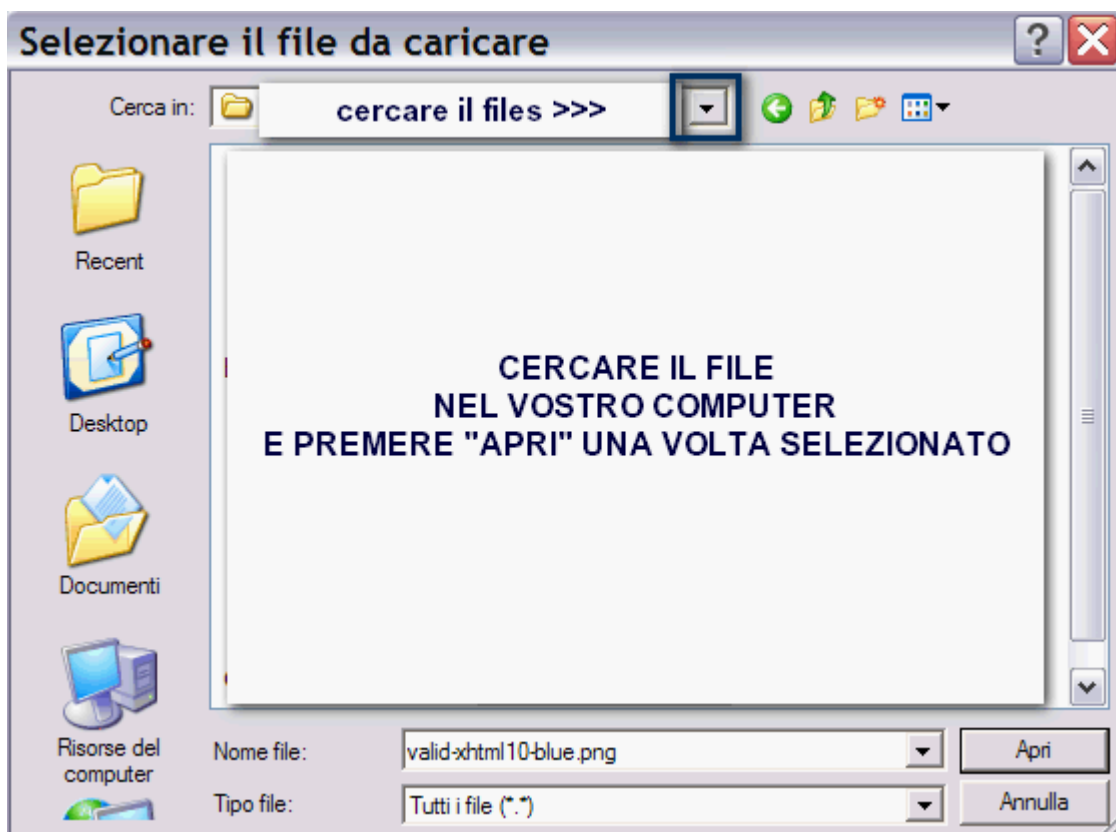 Selezionare il file da caricare
Cerca in:
cercare il files >>>
Recent
Desktop
Documenti
Risorse del
computer
CERCARE IL FILE
NEL VOSTRO COMPUTER
E PREMERE "APRI" UNA VOLTA SELEZIONATO
Nome file:
valid-xhtml10-blue.png
Apri
Tipo file:
Tutti i file (*.*)
Annulla